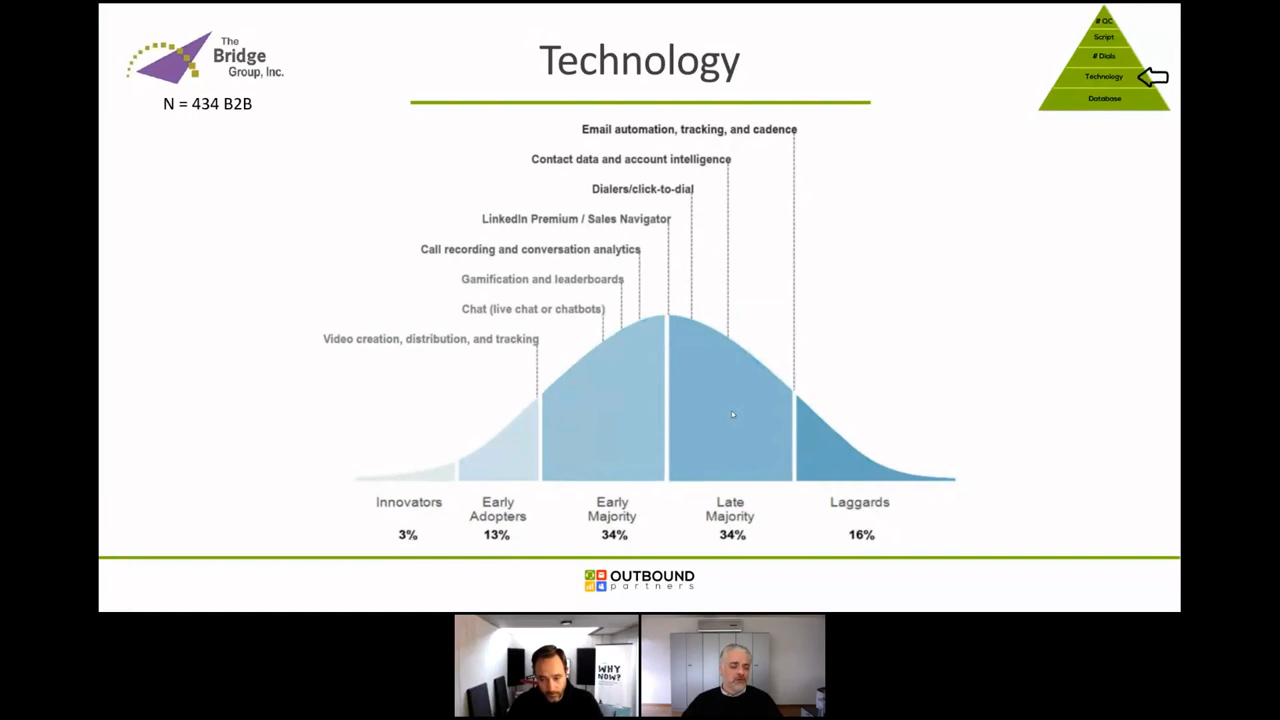 The
Bridge
Group, Inc.
N = 434 B2B
Technology
# QC
Script
# Dials
Technology
Database
Email automation, tracking, and cadence
Contact data and account intelligence
Dialers/click-to-dial
LinkedIn Premium / Sales Navigator
Call recording and conversation analytics
Gamification and leaderboards
Chat (live chat or chatbots)
Video creation, distribution, and tracking
Innovators
3%
Early
Adopters
13%
Early
Majority
34%
Late
Majority
34%
Laggards
16%
OUTBOUND
partners
WHY
NOW?